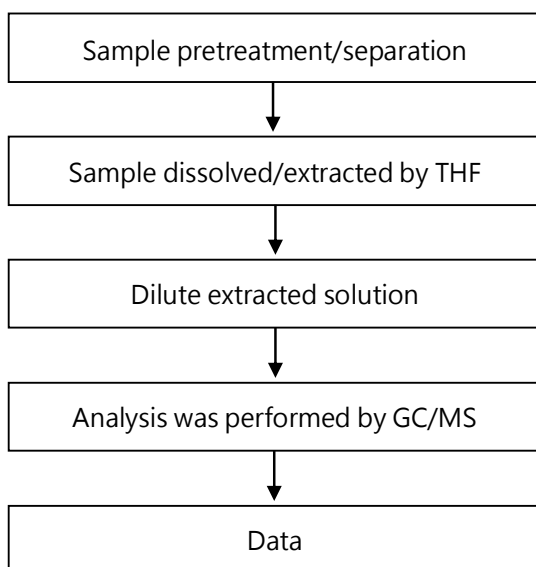 Sample pretreatment/separation
Sample dissolved/extracted by THF
Dilute extracted solution
Analysis was performed by GC/MS
Data